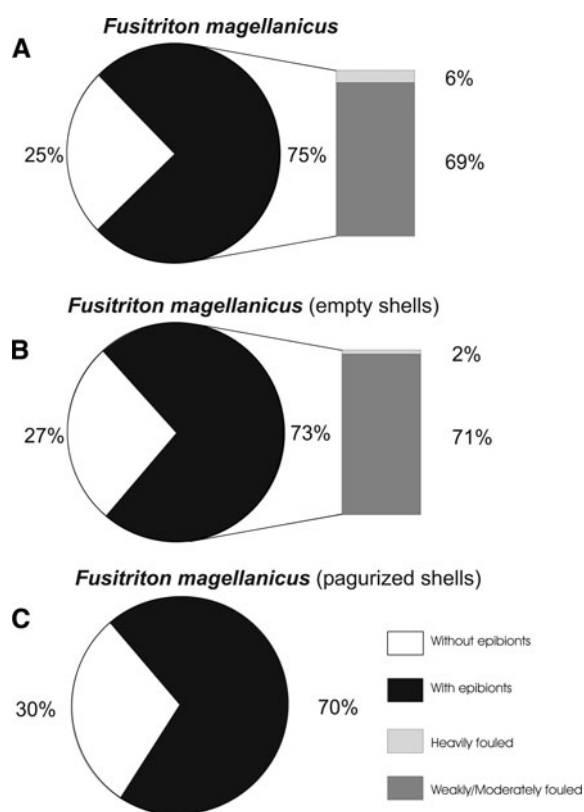 Fusitriton magellanicus
A
6%
25%
75%
69%
Fusitriton magellanicus (empty shells)
B
2%
27%
73%
71%
Fusitriton magellanicus (pagurized shells)
C
30%
70%
Without epibionts
With epibionts
Heavily fouled
Weakly/Moderately fouled